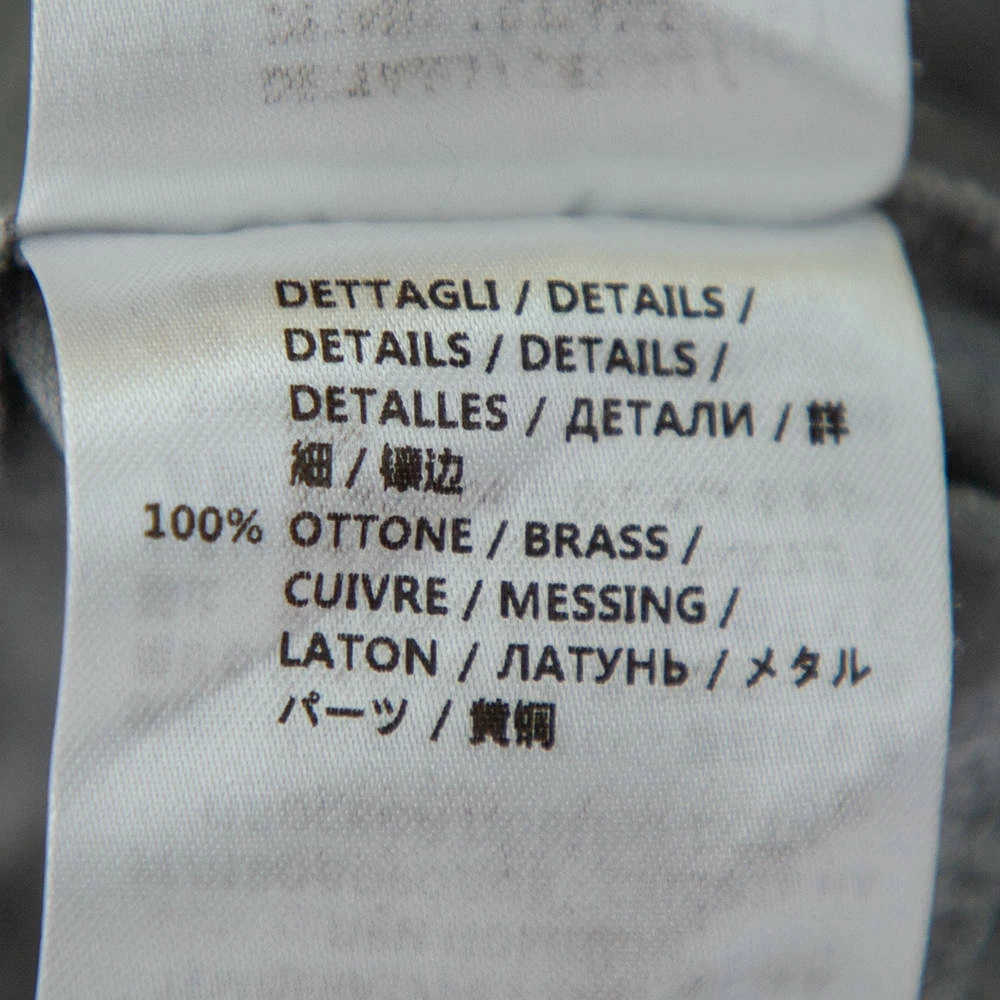 DETTAGLI / DETAILS /
DETAILS / DETAILS /
DETALLES / ДЕТАЛИ / 詳
細 / 镶边
100% OTTONE / BRASS /
CUIVRE / MESSING /
LATON / ЛАТУНЬ / メタル
パーツ / 黄铜